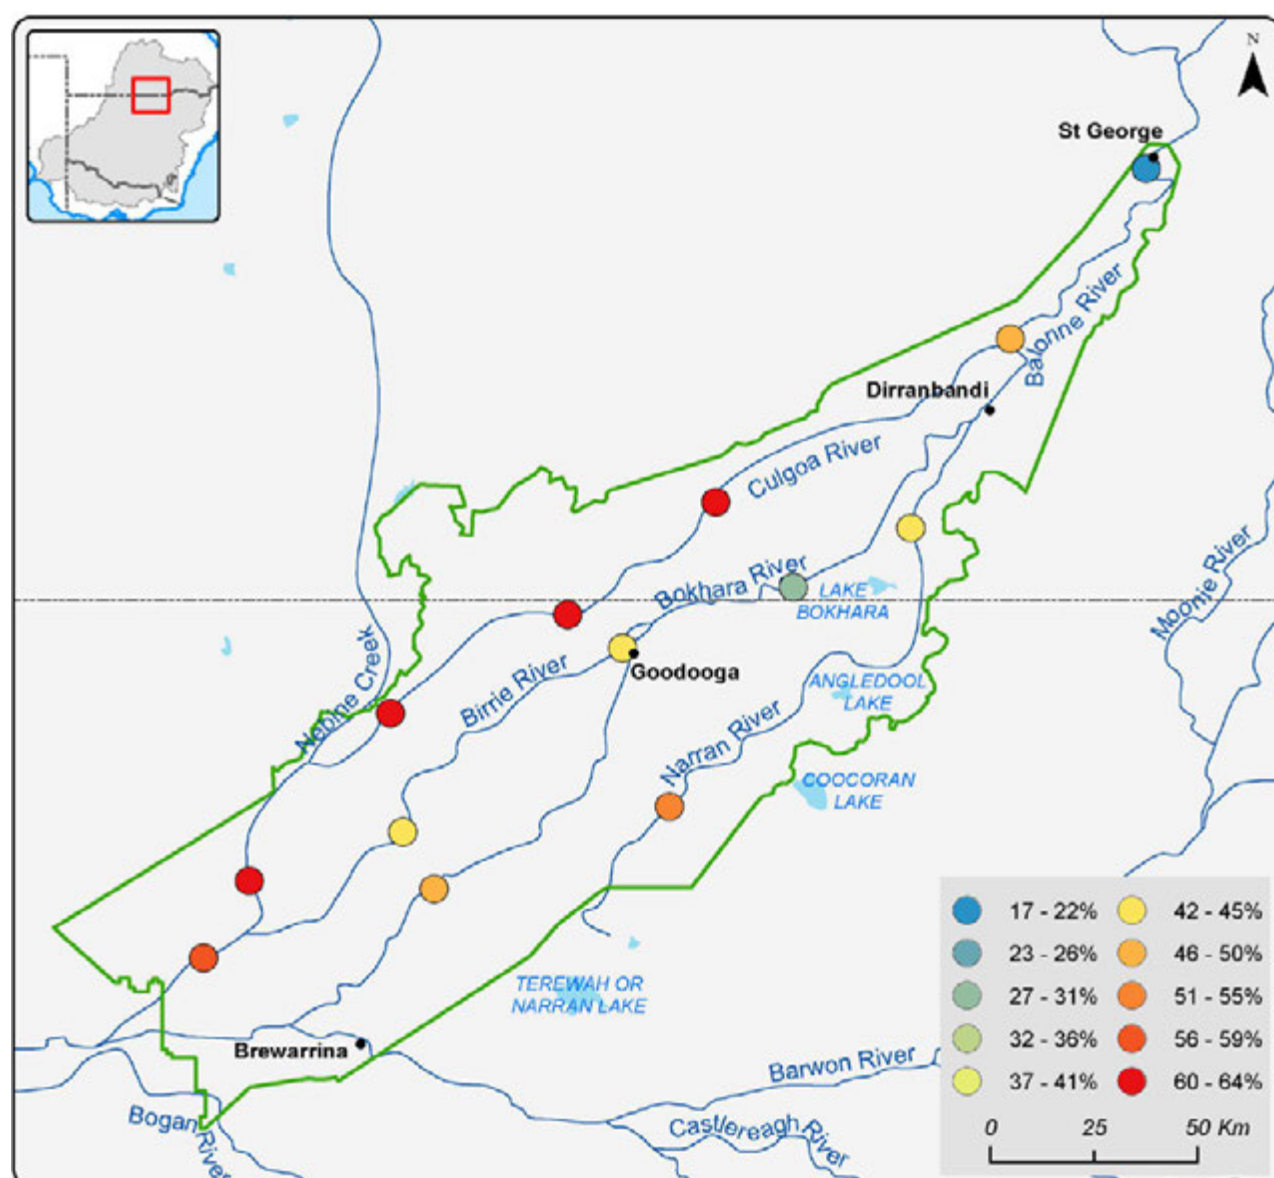 N
St George
Balonne River
Dirranbandi
Culgoa River
Bokhara River
LAKE
BOKHARA
Moonie River
Nebine Creek
Birrie River
Goodooga
ANGLEDOOL
LAKE
Narran River
COOCORAN
LAKE
TEREWAH OR
NARRAN LAKE
Brewarrina
Barwon River
Bogan River
Castlereagh River
17 - 22%
23 - 26%
27 - 31%
32 - 36%
37 - 41%
42 - 45%
46 - 50%
51 - 55%
56 - 59%
60 - 64%
0 25 50 Km